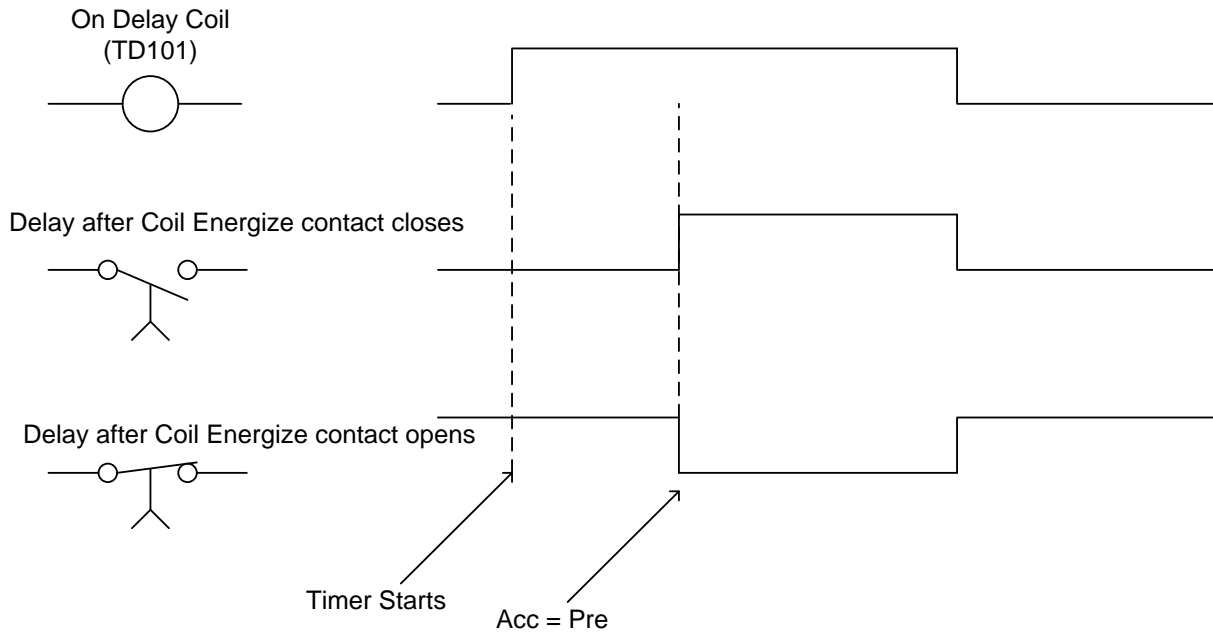 On Delay Coil
(TD101)
Delay after Coil Energize contact closes
Delay after Coil Energize contact opens
Timer Starts
Acc = Pre